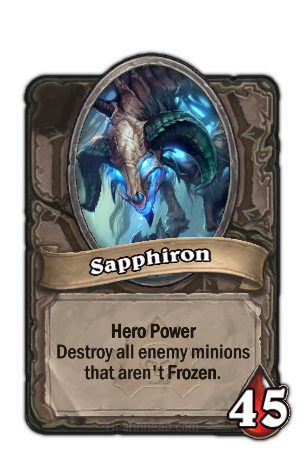 Sapphiron
Hero Power
Destroy all enemy minions
that aren't Frozen.
45